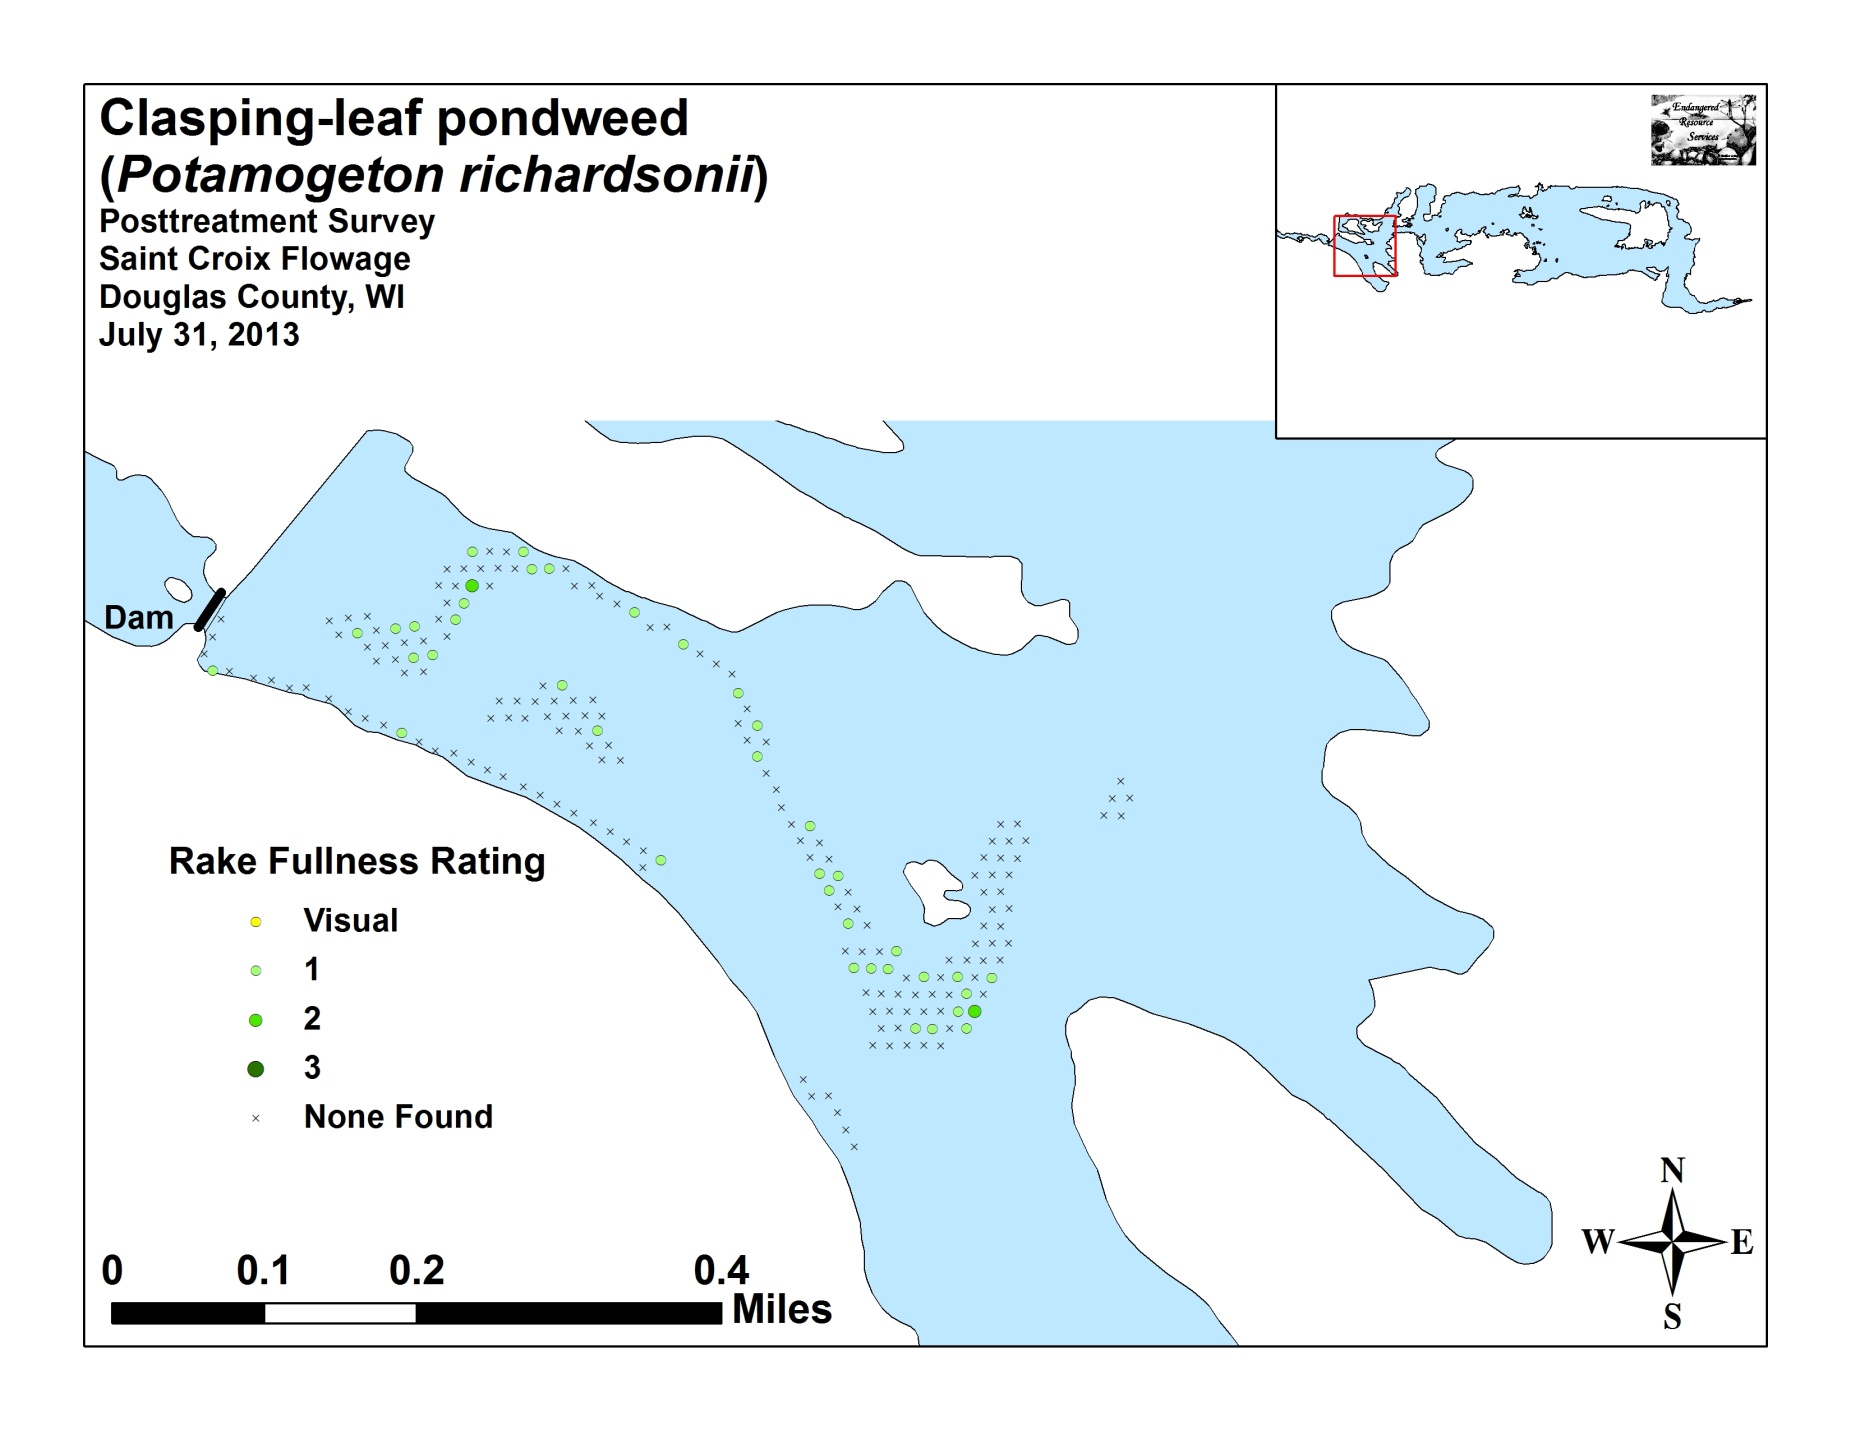 Clasping-leaf pondweed
(Potamogeton richardsonii)
Posttreatment Survey
Saint Croix Flowage
Douglas County, WI
July 31, 2013
Endangered
Resource
Services
Dam
Rake Fullness Rating
Visual
1
2
3
None Found
0 0.1 0.2 0.4
Miles
N
W E
S